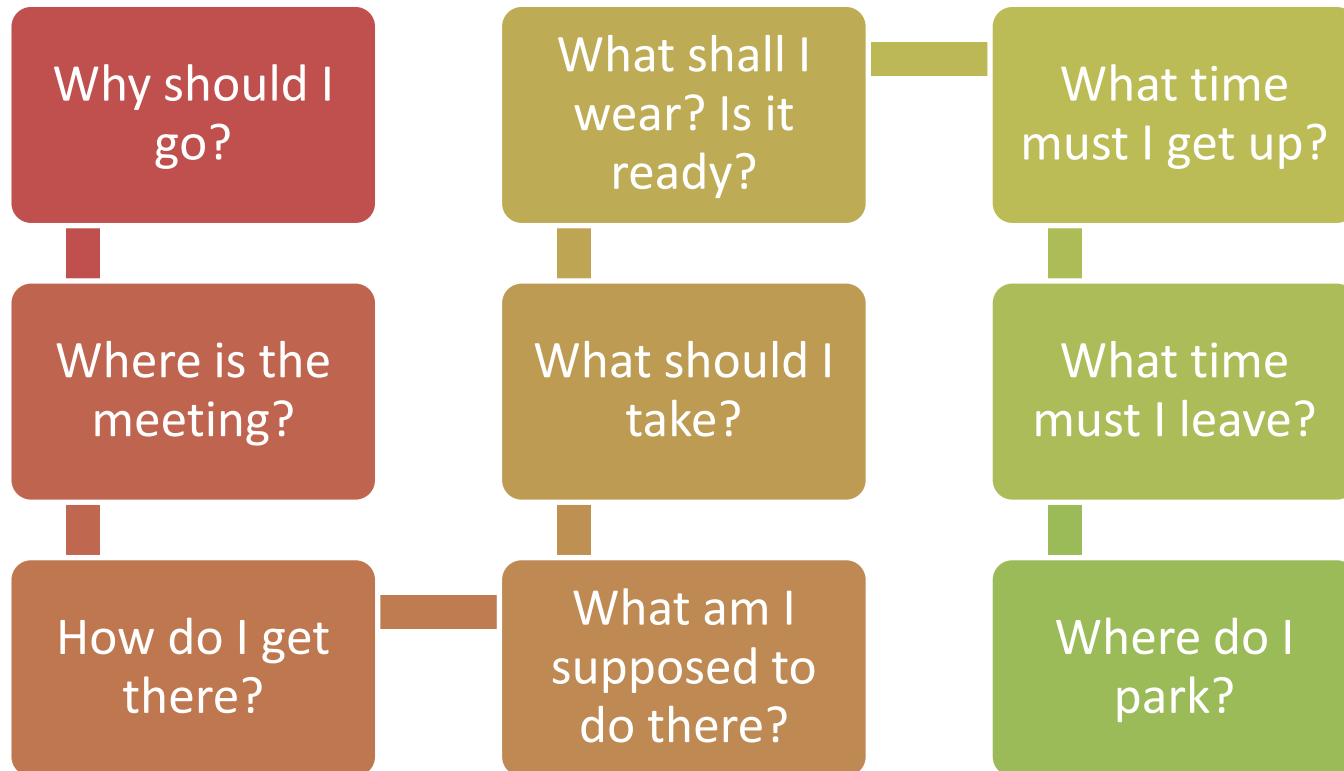 Why should I
go?
Where is the
meeting?
How do I get
there?
What am I
supposed to
do there?
What should I
take?
What shall I
wear? Is it
ready?
What time
must I get up?
What time
must I leave?
Where do I
park?